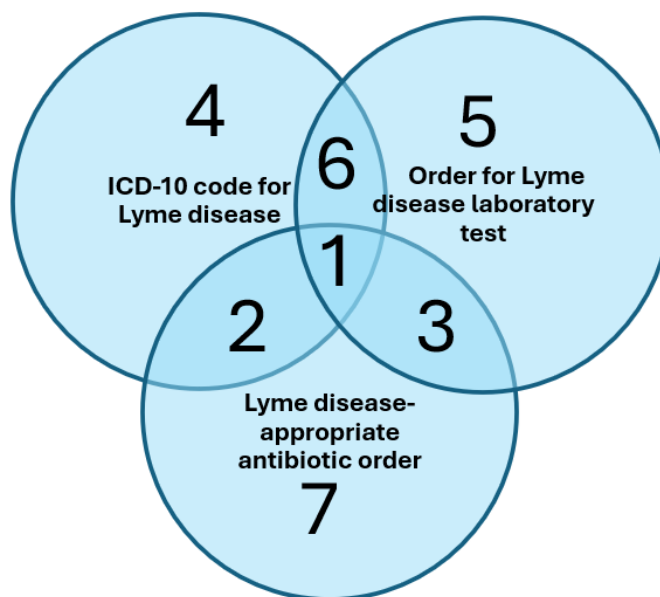 4
5
6
ICD-10 code for
Lyme disease
Order for Lyme
disease laboratory
test
1
2
3
Lyme disease-
appropriate
antibiotic order
7